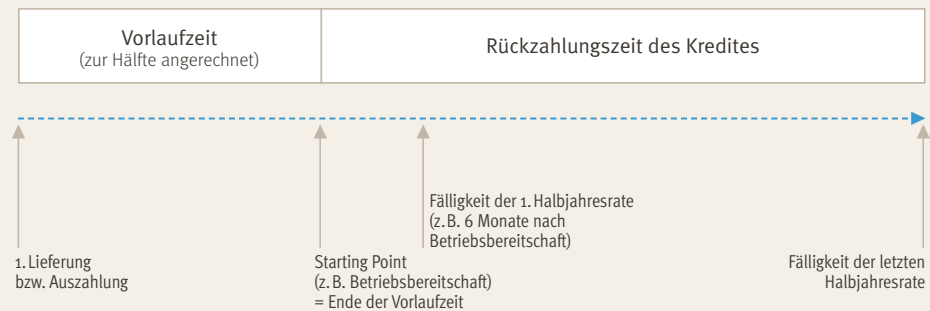 Vorlaufzeit
(zur Hälfte angerechnet)
Rückzahlungszeit des Kredites
1. Lieferung
bzw. Auszahlung
Starting Point
(z. B. Betriebsbereitschaft)
= Ende der Vorlaufzeit
Fälligkeit der 1. Halbjahresrate
(z. B. 6 Monate nach
Betriebsbereitschaft)
Fälligkeit der letzten
Halbjahresrate